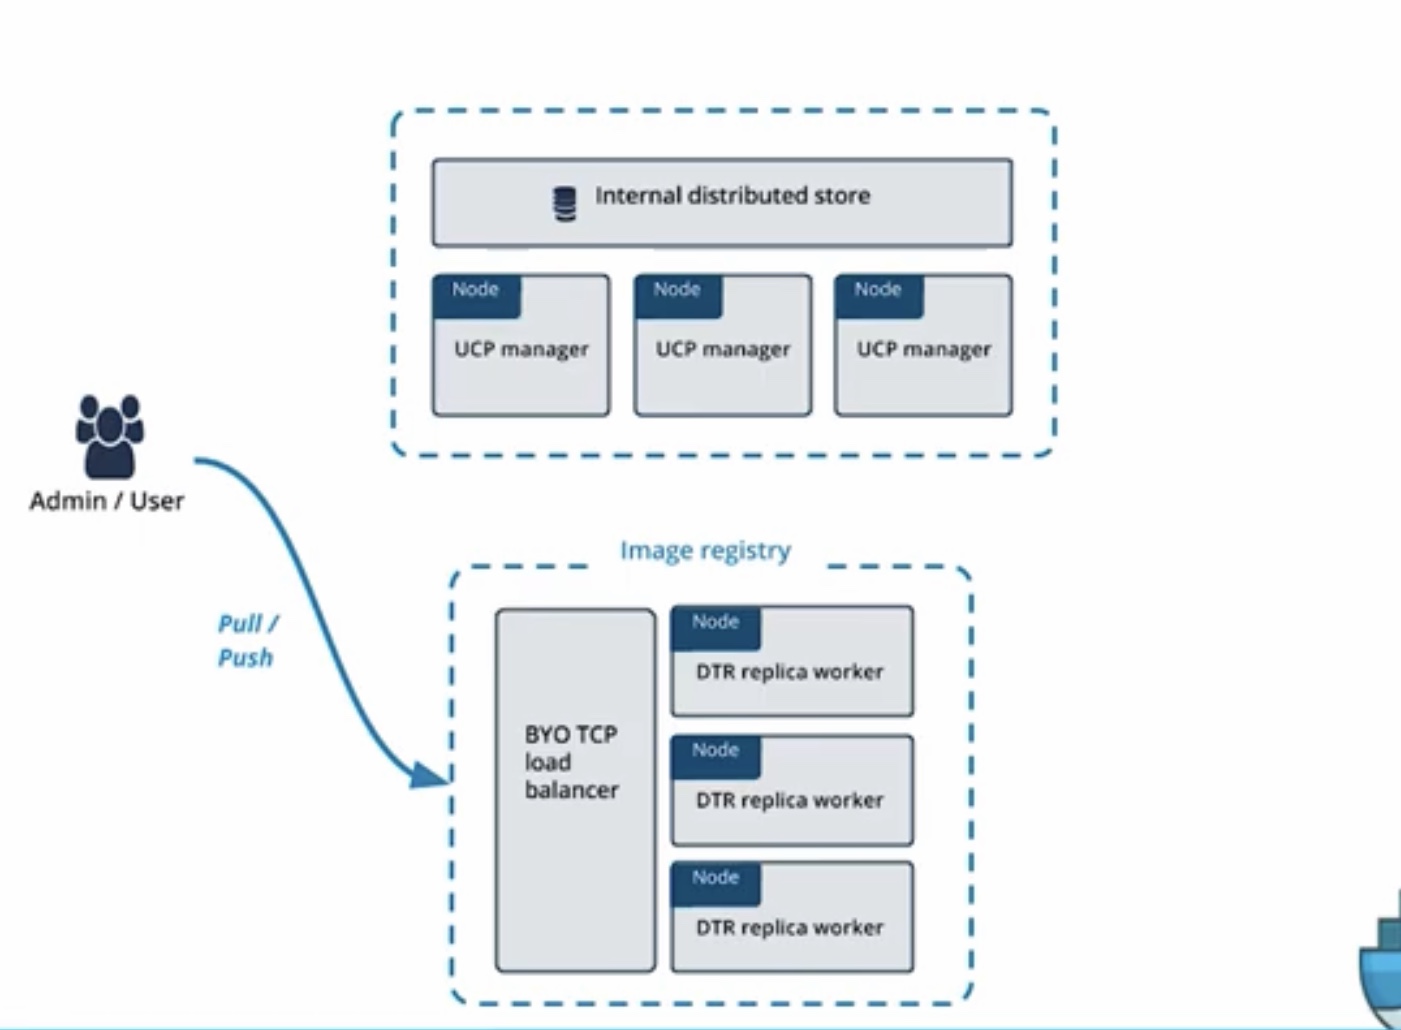 Internal distributed store
Node
UCP manager
Node
UCP manager
Node
UCP manager
Admin / User
Pull /
Push
Image registry
BYO TCP
load
balancer
Node
DTR replica worker
Node
DTR replica worker
Node
DTR replica worker